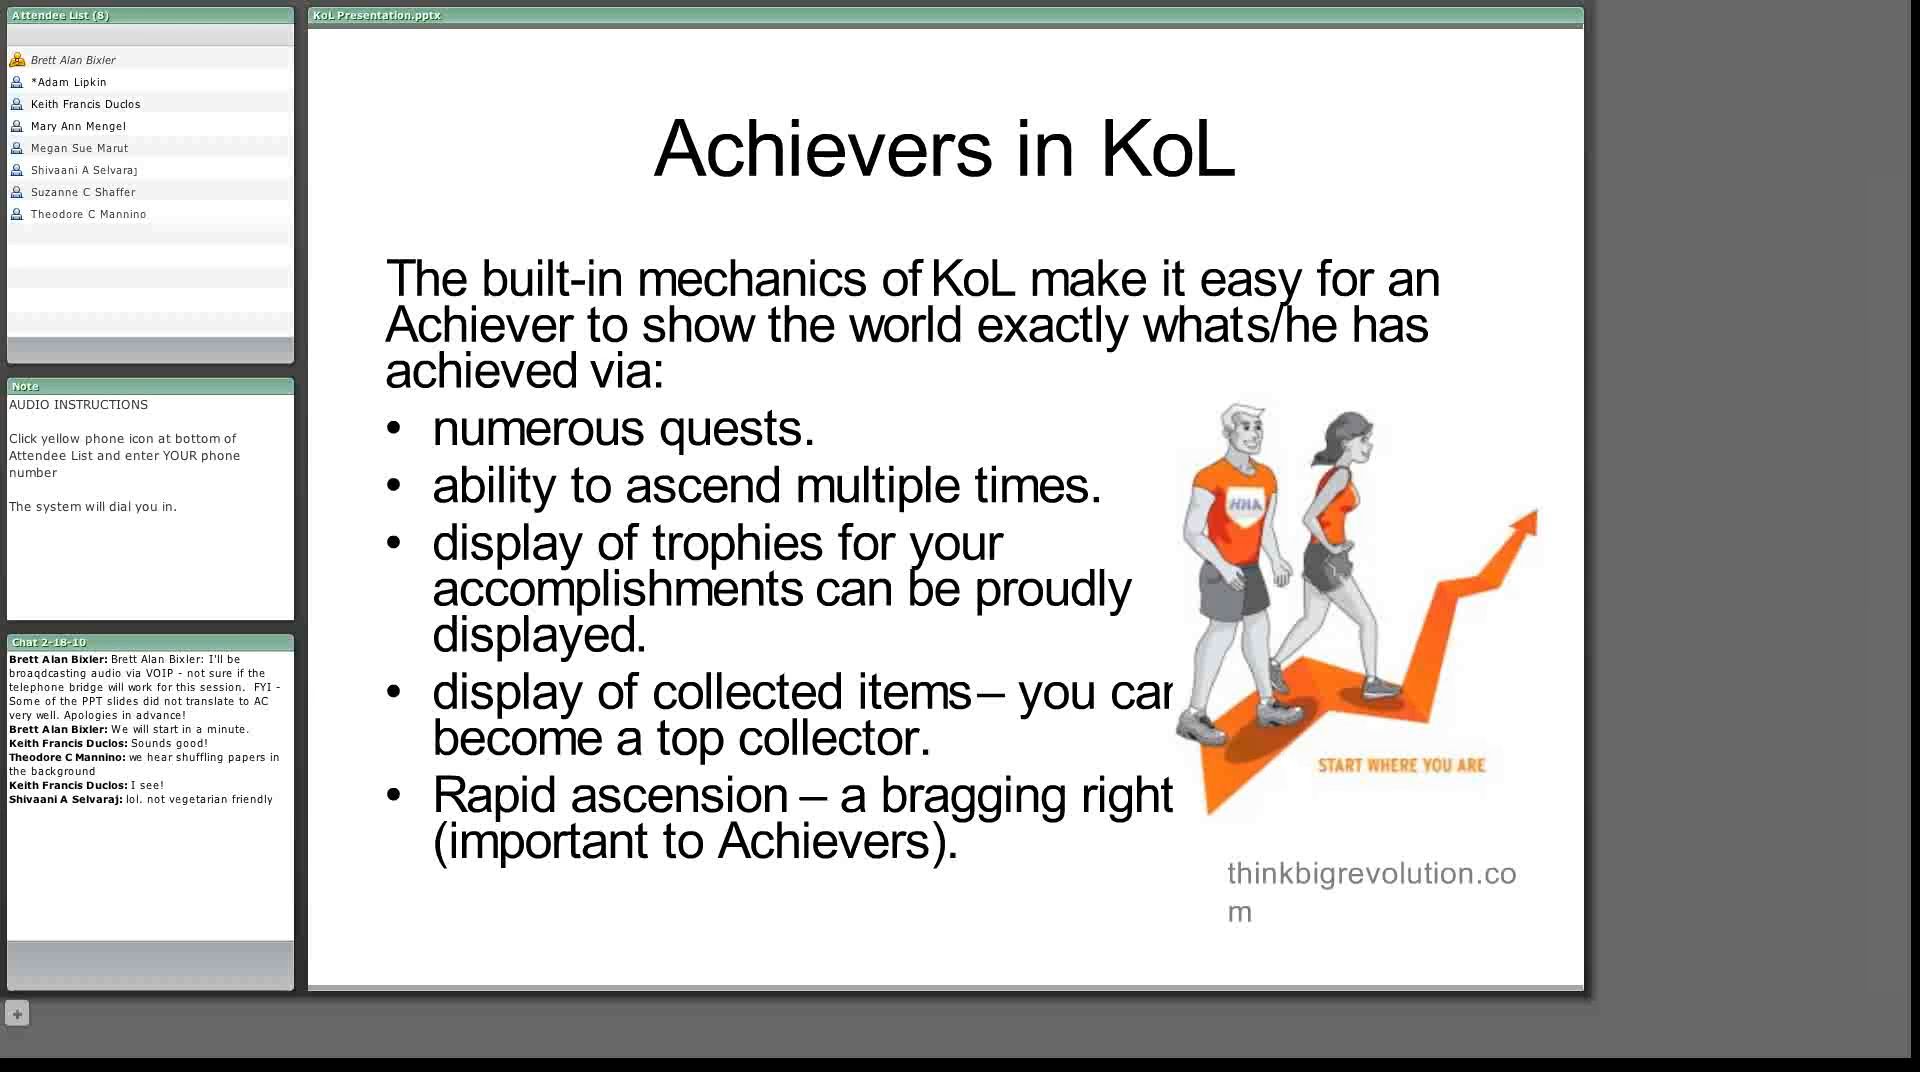 Attendee List (8)
Brett Alan Bixler
*Adam Lipkin
Keith Francis Duclos
Mary Ann Mengel
Megan Sue Marut
Shivaani A Selvaraj
Suzanne C Shaffer
Theodore C Mannino
Note
AUDIO INSTRUCTIONS
Click yellow phone icon at bottom of
Attendee List and enter YOUR phone
number
The system will dial you in.
Chat 2-18-10
Brett Alan Bixler: Brett Alan Bixler: I'll be
broaqdcasting audio via VOIP - not sure if the
telephone bridge will work for this session. FYI -
Some of the PPT slides did not translate to AC
very well. Apologies in advance!
Brett Alan Bixler: We will start in a minute.
Keith Francis Duclos: Sounds good!
Theodore C Mannino: we hear shuffling papers in
the background
Keith Francis Duclos: I see!
Shivaani A Selvaraj: lol. not vegetarian friendly
KoL Presentation.pptx
Achievers in KoL
The built-in mechanics of KoL make it easy for an
Achiever to show the world exactly whats/he has
achieved via:
• numerous quests.
• ability to ascend multiple times.
• display of trophies for your
accomplishments can be proudly
displayed.
• display of collected items – you can
become a top collector.
• Rapid ascension – a bragging right
(important to Achievers).
HHA
START WHERE YOU ARE
thinkbigrevolution.co
m